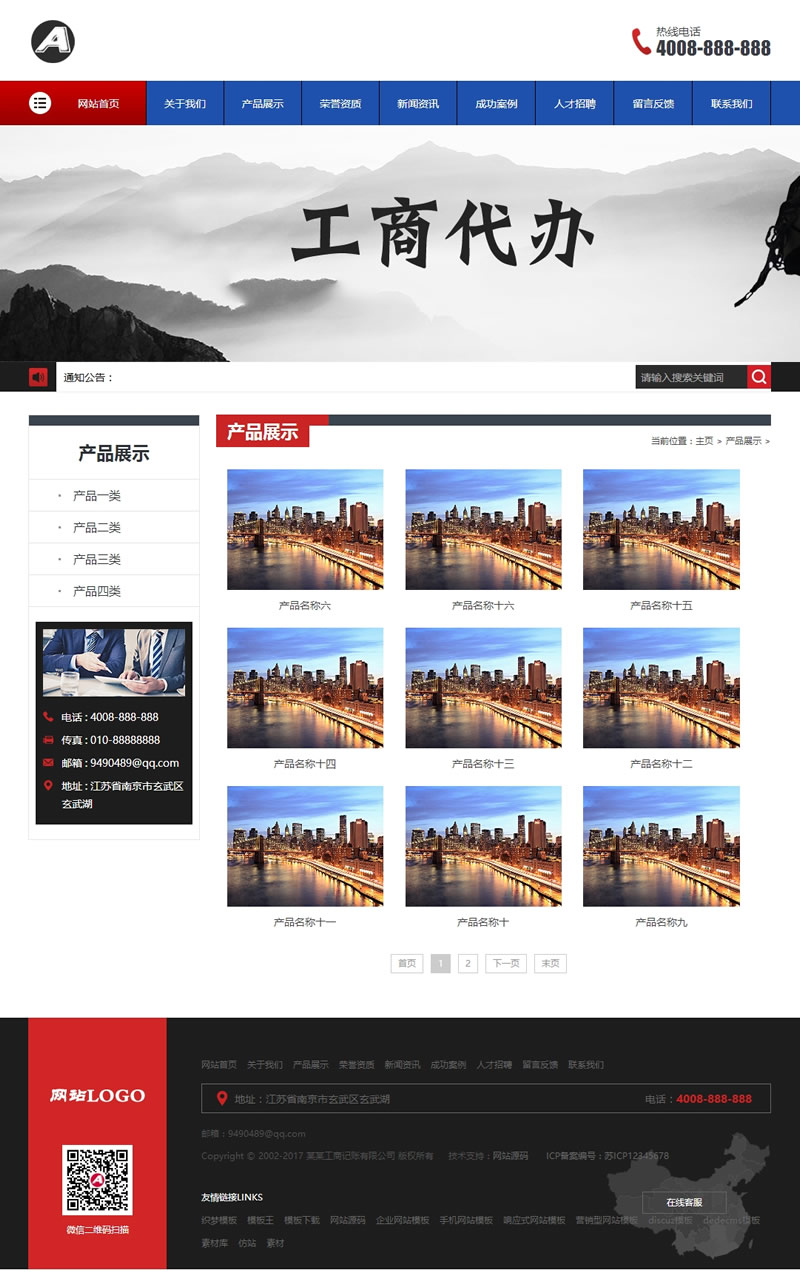 A
热线电话
4008-888-888
网站首页 关于我们 产品展示 荣誉资质 新闻资讯 成功案例 人才招聘 留言反馈 联系我们
工商代办
通知公告：
请输入搜索关键词
产品展示
产品一类
产品二类
产品三类
产品四类
电话 : 4008-888-888
传真 : 010-88888888
邮箱 : 9490489@qq.com
地址 : 江苏省南京市玄武区
玄武湖
产品展示
当前位置：主页 > 产品展示 >
产品名称六 产品名称十六 产品名称十五
产品名称十四 产品名称十三 产品名称十二
产品名称十一 产品名称十 产品名称九
首页 1 2 下一页 末页
网站LOGO
微信二维码扫描
网站首页 关于我们 产品展示 荣誉资质 新闻资讯 成功案例 人才招聘 留言反馈 联系我们
地址：江苏省南京市玄武区玄武湖 电话：4008-888-888
邮箱：9490489@qq.com
Copyright © 2002-2017 某某工商记账有限公司 版权所有 技术支持：网站源码 ICP备案编号：苏ICP12345678
友情链接LINKS
在线客服
织梦模板 模板王 模板下载 网站源码 企业网站模板 手机网站模板 响应式网站模板 营销型网站模板 discuz模板 dedecms模板
素材库 仿站 素材